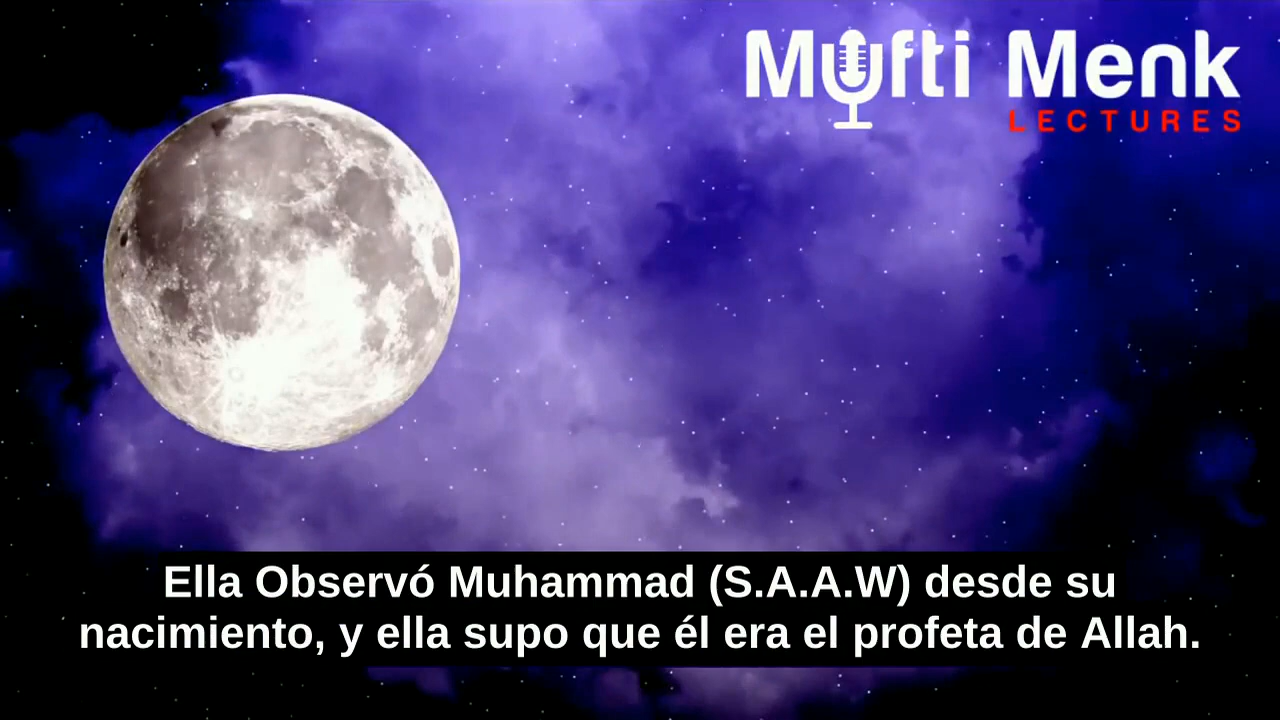 Mufti Menk
LECTURES
Ella Observó Muhammad (S.A.A.W) desde su
nacimiento, y ella supo que él era el profeta de Allah.